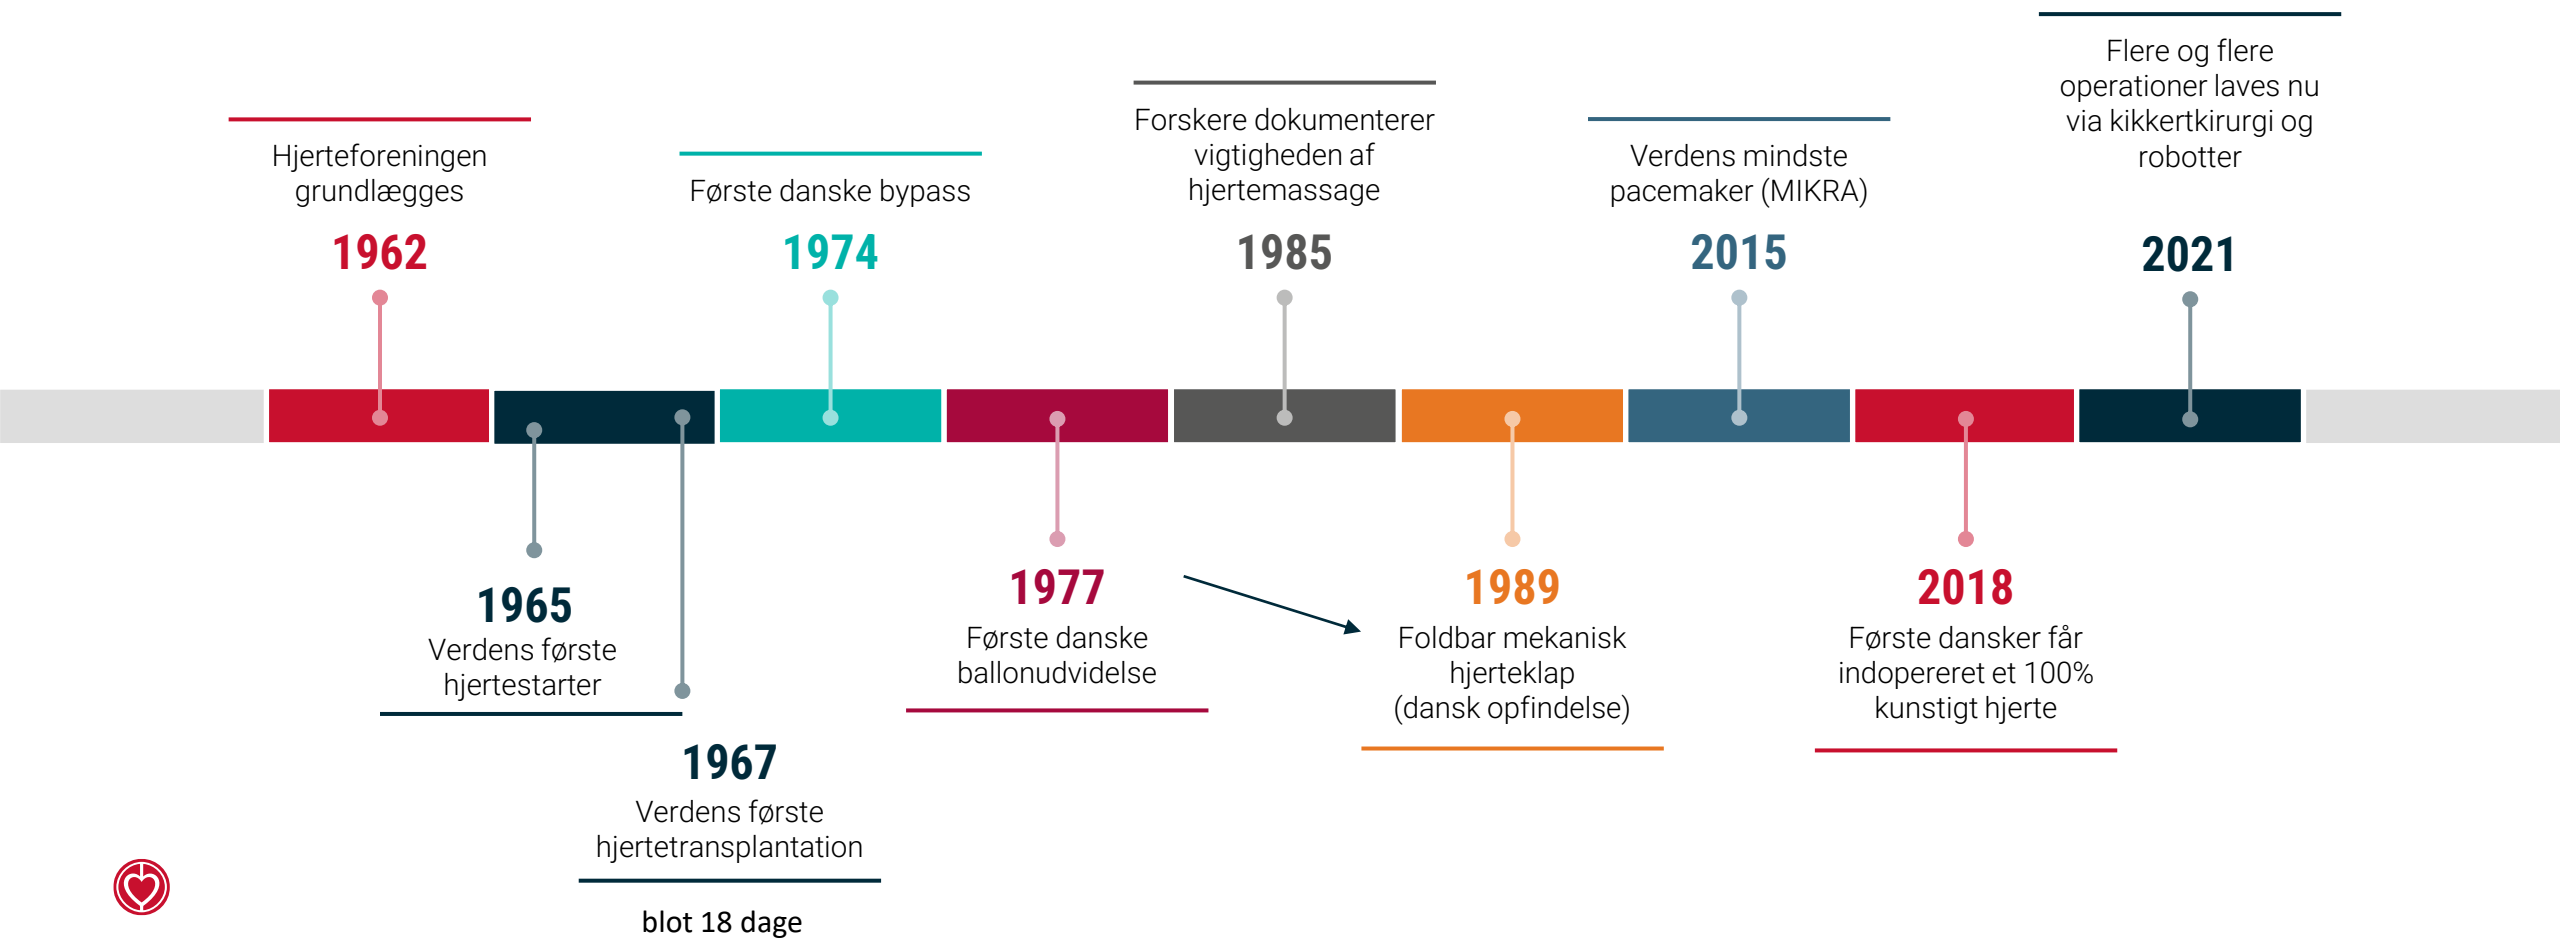 Hjerteforeningen
grundlægges
1962
1965
Verdens første
hjertestarter
1967
Verdens første
hjertetransplantation
blot 18 dage
Første danske bypass
1974
1977
Første danske
ballonudvidelse
Forskere dokumenterer
vigtigheden af
hjertemassage
1985
1989
Foldbar mekanisk
hjerteklap
(dansk opfindelse)
Verdens mindste
pacemaker (MIKRA)
2015
2018
Første dansker får
indopereret et 100%
kunstigt hjerte
Flere og flere
operationer laves nu
via kikkertkirurgi og
robotter
2021